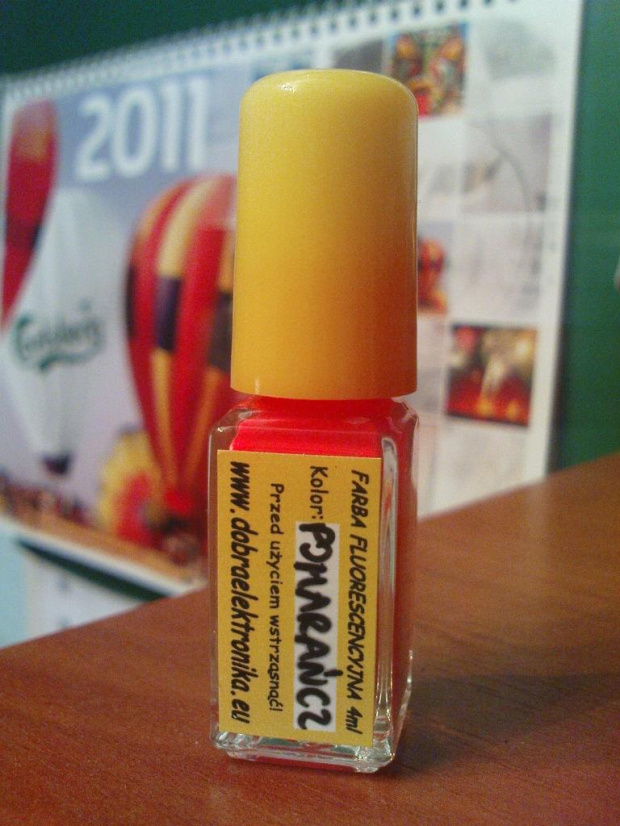 2011
Carlsberg
FARBA FLUORESCENCYJNA 4ml
Kolor: POMARAŃCZ
Przed użyciem wstrząsnąć!
www.dobraelektronika.eu